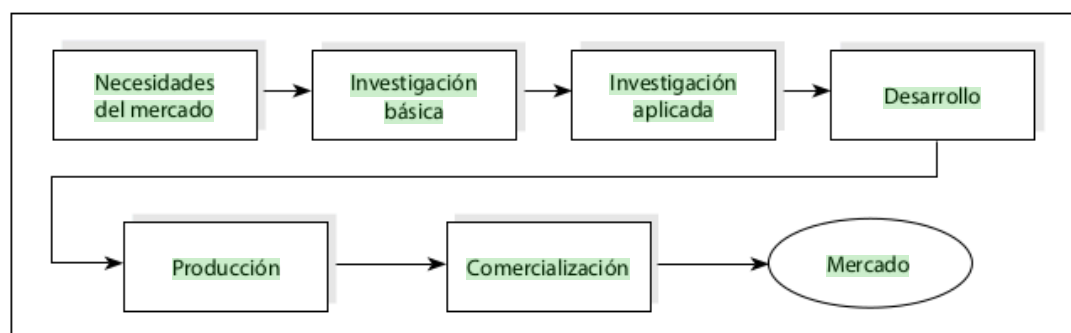 Necesidades
del mercado
Investigación
básica
Investigación
aplicada
Desarrollo
Producción
Comercialización
Mercado